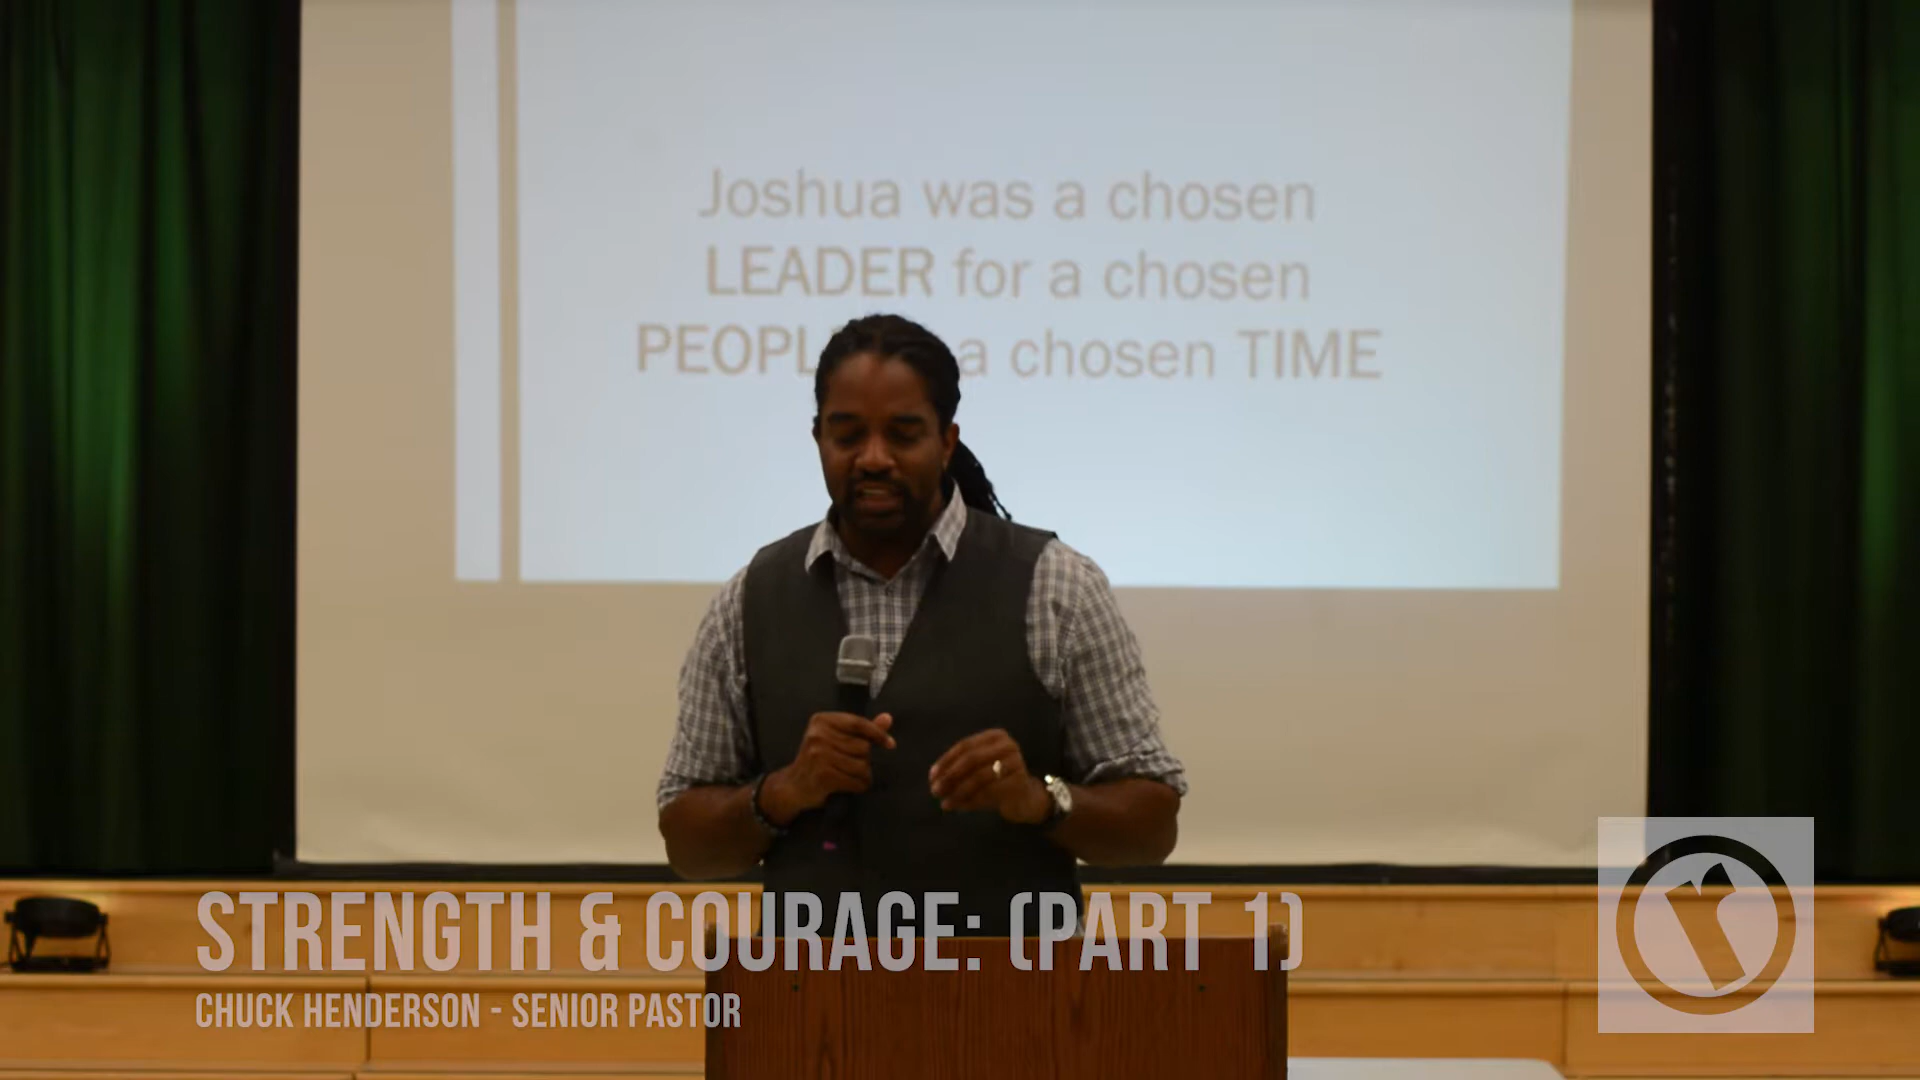 Joshua was a chosen
LEADER for a chosen
a chosen TIME
STRENGTH & COURAGE: (PART 1)
CHUCK HENDERSON - SENIOR PASTOR
r